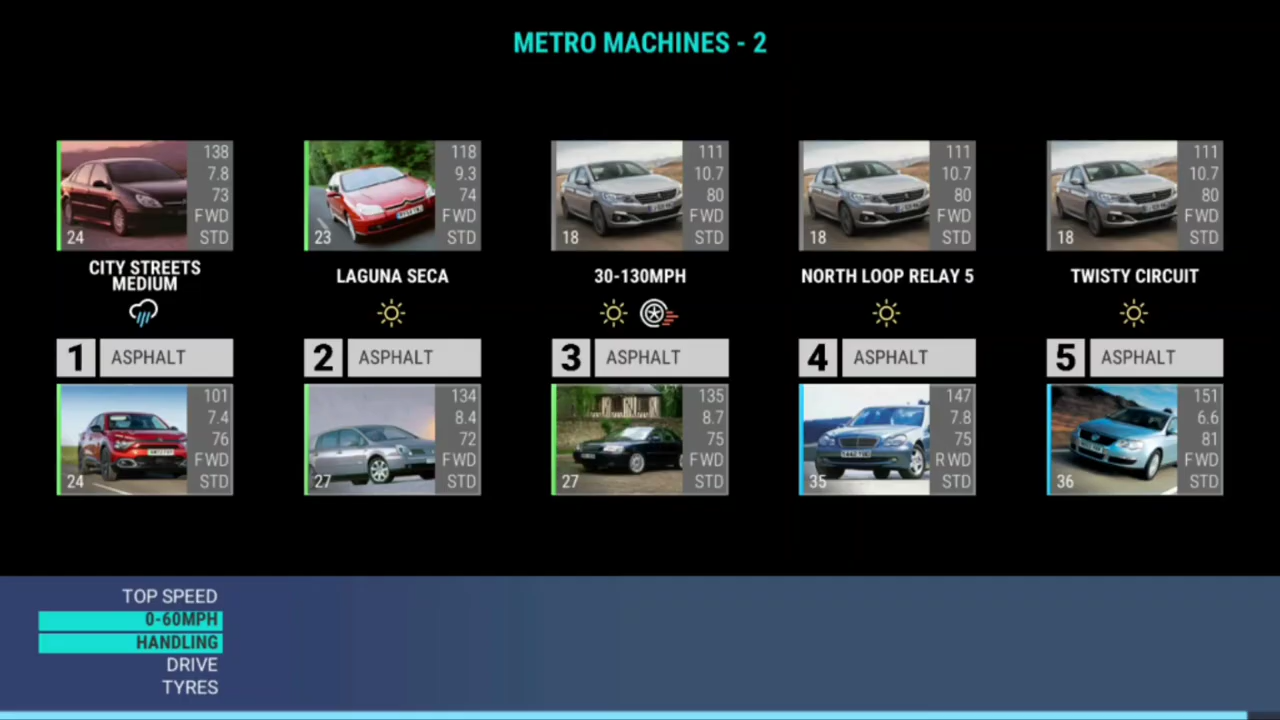 METRO MACHINES - 2
138
7.8
73
FWD
STD
24
118
9.3
74
FWD
STD
23
111
10.7
80
FWD
STD
18
111
10.7
80
FWD
STD
18
111
10.7
80
FWD
STD
18
CITY STREETS
MEDIUM
LAGUNA SECA
30-130MPH
NORTH LOOP RELAY 5
TWISTY CIRCUIT
1 ASPHALT
2 ASPHALT
3 ASPHALT
4 ASPHALT
5 ASPHALT
101
7.4
76
FWD
STD
24
134
8.4
72
FWD
STD
27
135
8.7
75
FWD
STD
27
147
7.8
75
RWD
STD
35
151
6.6
81
FWD
STD
36
TOP SPEED
0-60MPH
HANDLING
DRIVE
TYRES